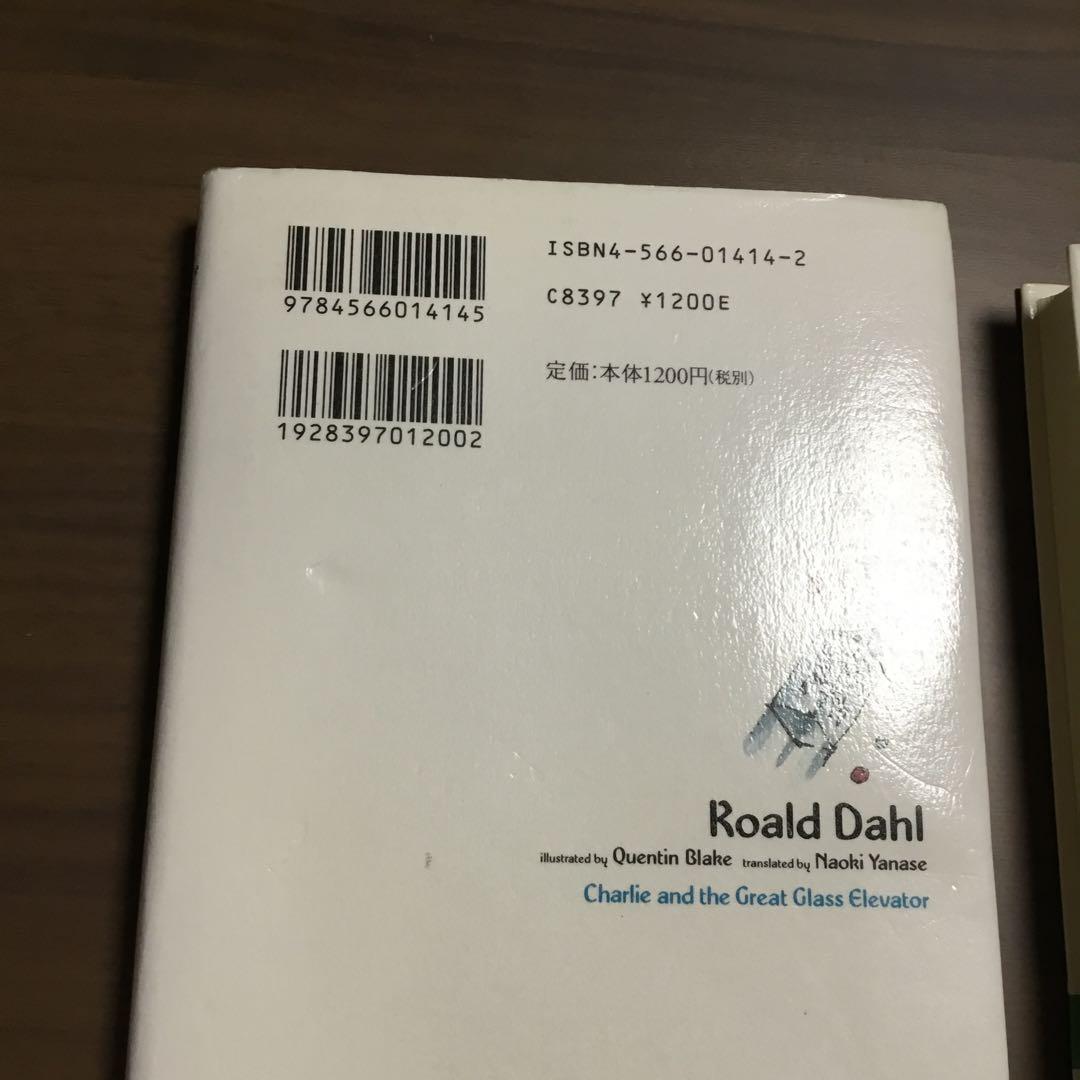 9784566014145
1928397012002
ISBN4-566-01414-2
C8397 ¥1200E
定価:本体1200円(税別)
Roald Dahl
illustrated by Quentin Blake translated by Naoki Yanase
Charlie and the Great Glass Elevator